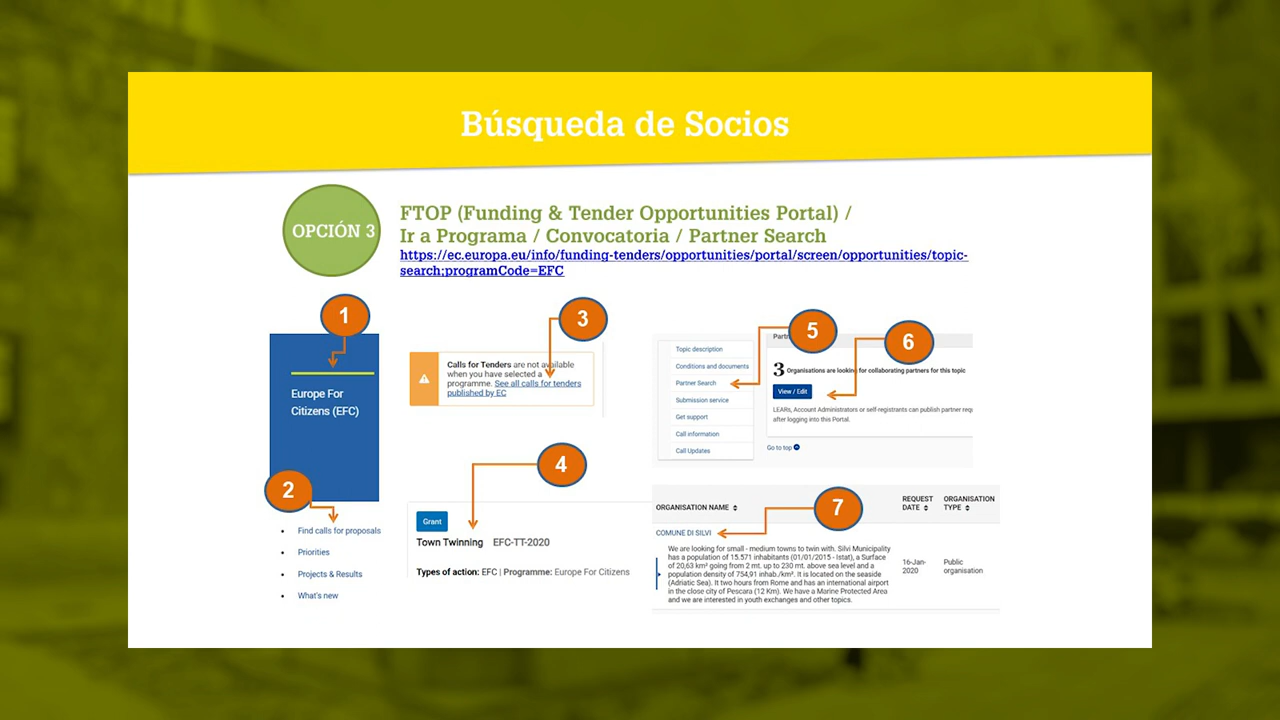 Búsqueda de Socios
OPCIÓN 3
FTOP (Funding & Tender Opportunities Portal) /
Ir a Programa / Convocatoria / Partner Search
https://ec.europa.eu/info/funding-tenders/opportunities/portal/screen/opportunities/topic-
search;programCode=EFC
1
Europe For
Citizens (EFC)
2
Find calls for proposals
Priorities
Projects & Results
What's new
3
Calls for Tenders are not available
when you have selected a
programme. See all calls for tenders
published by EC
4
Grant
Town Twinning EFC-TT-2020
Types of action: EFC | Programme: Europe For Citizens
5
Topic description
Conditions and documents
Partner Search
Submission service
Get support
Call information
Call Updates
6
3 Organisations are looking for collaborating partners for this topic
View / Edit
LEARs, Account Administrators or self-registrants can publish partner
after logging into this Portal.
Go to top
7
ORGANISATION NAME
REQUEST
DATE
ORGANISATION
TYPE
COMUNE DI SILVI
We are looking for small - medium towns to twin with. Silvi Municipality
has a population of 15.571 inhabitants (01/01/2015 - Istat), a Surface
of 20,63 km² going from 2 mt. up to 230 mt. above sea level and a
population density of 754,91 inhab./km². It is located on the seaside
(Adriatic Sea). It two hours from Rome and has an international airport
in the close city of Pescara (12 Km). We have a Marine Protected Area
and we are interested in youth exchanges and other topics.
16-Jan-
2020
Public
organisation